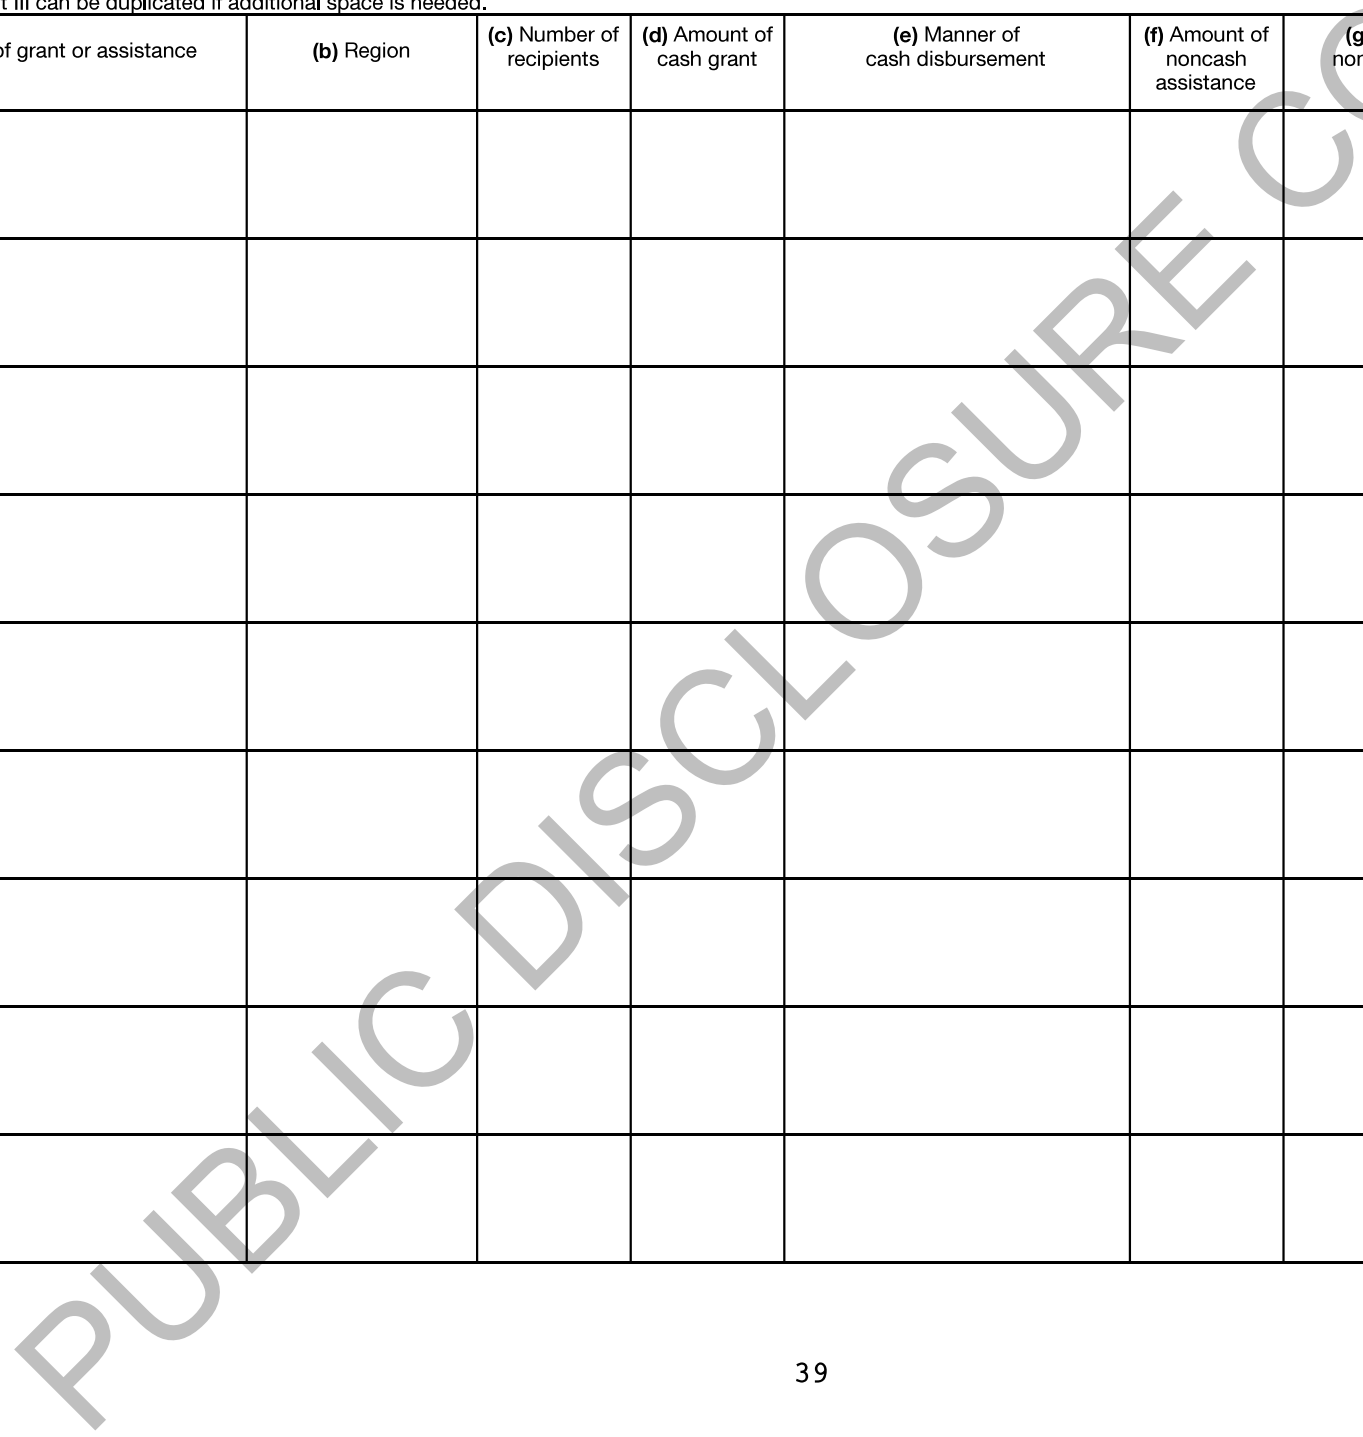 t III can be duplicated if additional space is needed.
of grant or assistance
(b) Region
(c) Number of
recipients
(d) Amount of
cash grant
(e) Manner of
cash disbursement
(f) Amount of
noncash
assistance
(g
PUBLIC DISCLOSURE CO
39